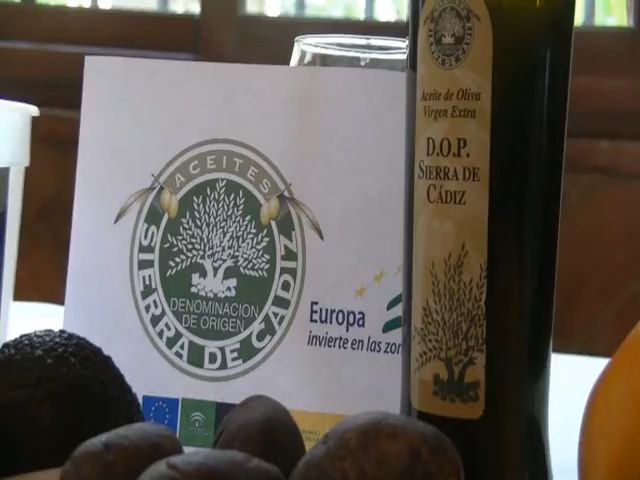 ACEITES
SIERRA DE CADIZ
DENOMINACION
DE ORIGEN
Europa
invierte en las
Aceite de Oliva
Virgen Extra
D.O.P.
SIERRA DE
CÁDIZ